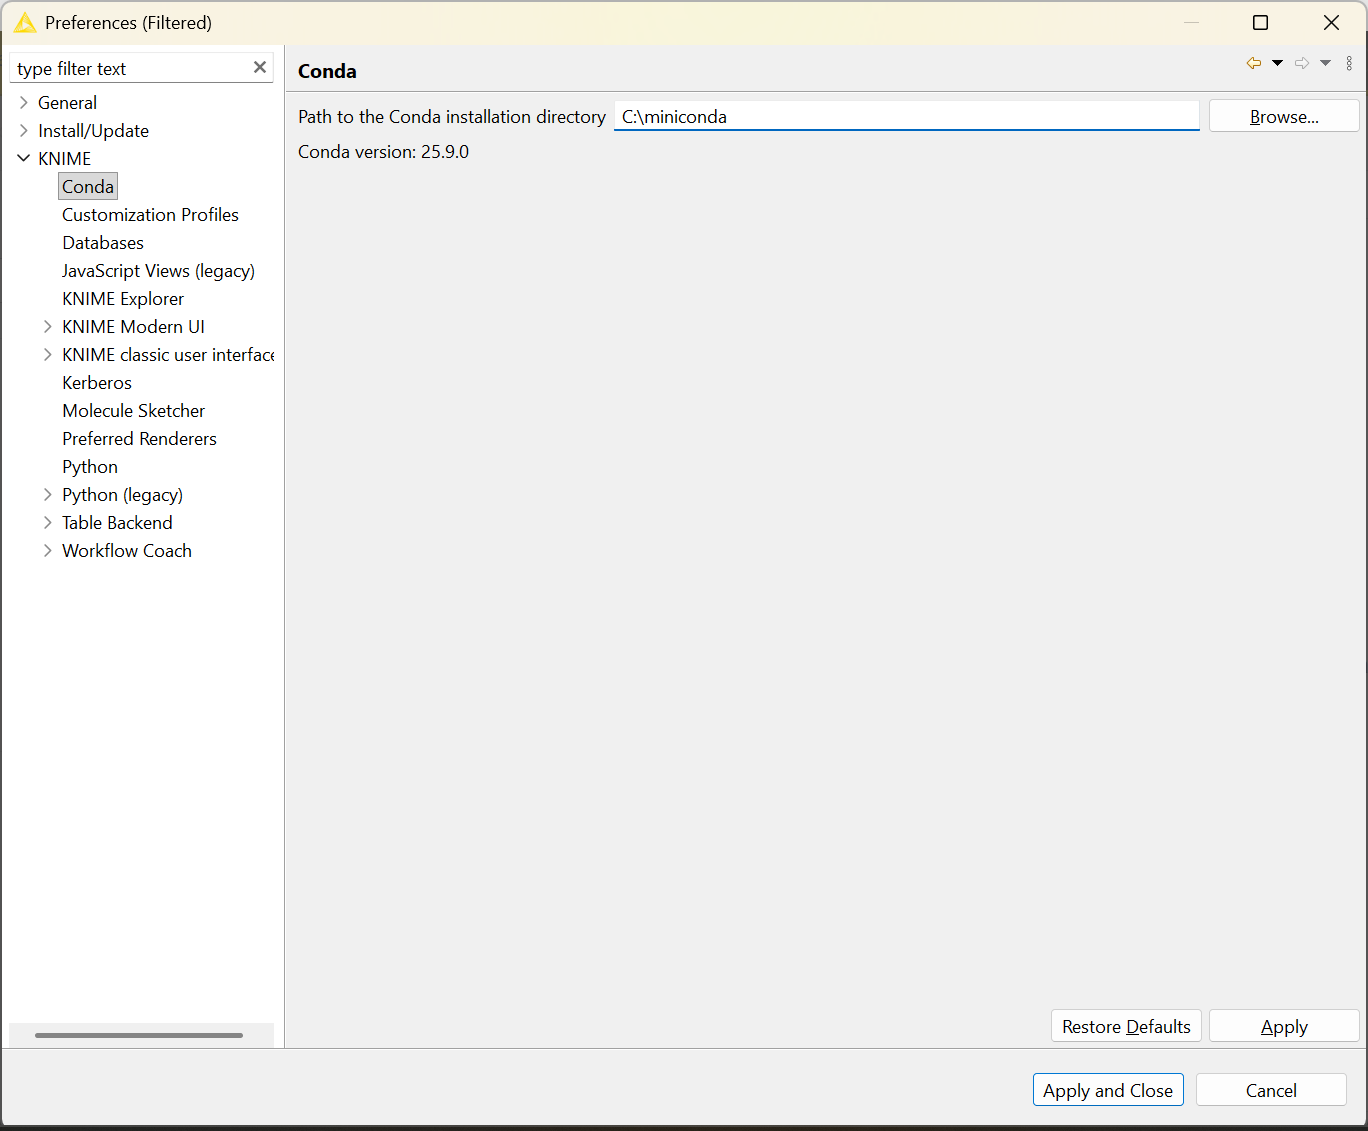 Preferences (Filtered)
type filter text
General
Install/Update
KNIME
Conda
Customization Profiles
Databases
JavaScript Views (legacy)
KNIME Explorer
KNIME Modern UI
KNIME classic user interface
Kerberos
Molecule Sketcher
Preferred Renderers
Python
Python (legacy)
Table Backend
Workflow Coach
Conda
Path to the Conda installation directory C:\miniconda Browse...
Conda version: 25.9.0
Restore Defaults Apply
Apply and Close Cancel